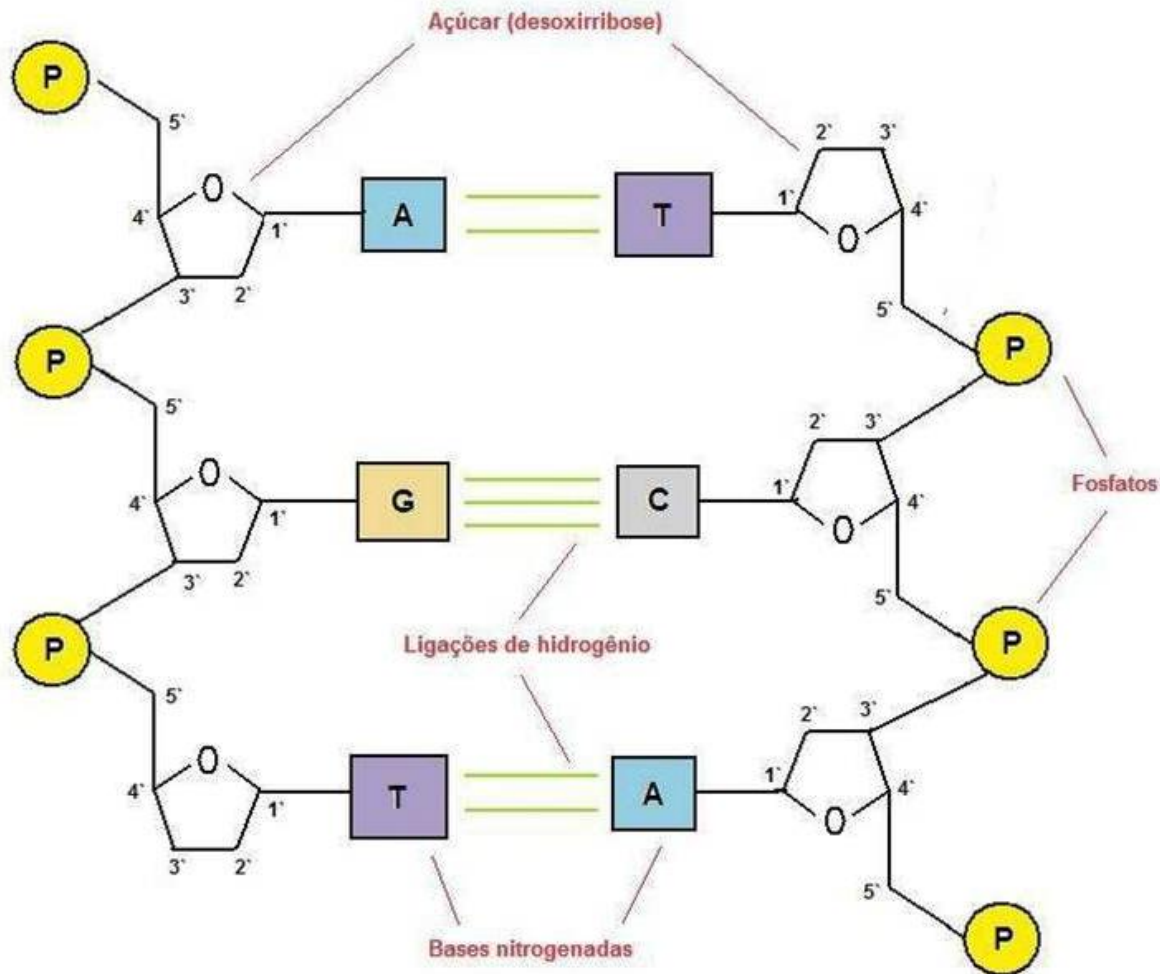 Açúcar (desoxirribose)
P
5`
2` 3`
O
A T
4` 1` 1` 4`
O
3` 2`
5`
P P
5`
2` 3`
O
G C
4` 1` 1` 4`
O
3` 2`
Fosfatos
5`
P P
Ligações de hidrogênio
5`
2` 3`
O
T A
4` 1` 1` 4`
O
3` 2`
5`
P
Bases nitrogenadas